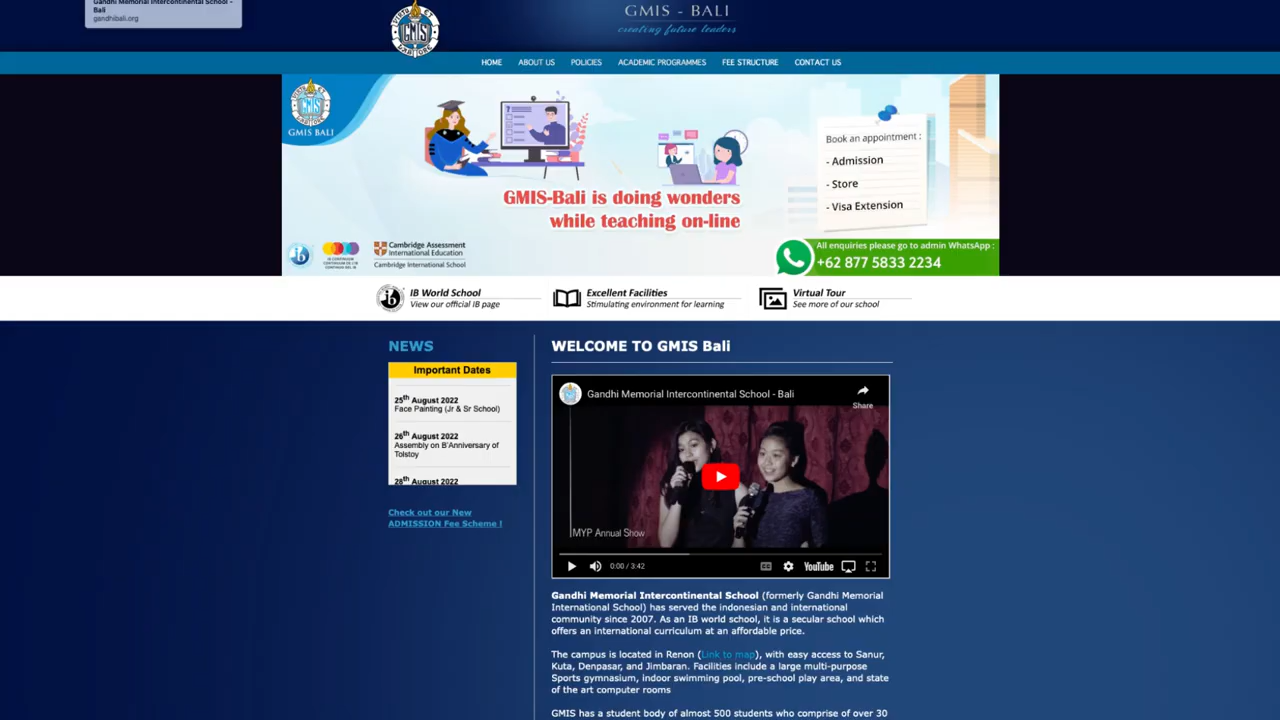 Gandhi Memorial Intercontinental School -
Bali
gandhibali.org
GMIS
GMIS - BALI
creating future leaders
HOME ABOUT US POLICIES ACADEMIC PROGRAMMES FEE STRUCTURE CONTACT US
GMIS
GMIS BALI
Book an appointment :
- Admission
- Store
- Visa Extension
GMIS-Bali is doing wonders
while teaching on-line
Cambridge Assessment
International Education
Cambridge International School
All enquiries please go to admin WhatsApp :
+62 877 5833 2234
IB World School
View our official IB page
Excellent Facilities
Stimulating environment for learning
Virtual Tour
See more of our school
NEWS
Important Dates
25th August 2022
Face Painting (Jr & Sr School)
26th August 2022
Assembly on B'Anniversary of
Tolstoy
28th August 2022
Check out our New
ADMISSION Fee Scheme !
WELCOME TO GMIS Bali
Gandhi Memorial Intercontinental School - Bali
Share
MYP Annual Show
0:00 / 3:42
CC
YouTube
Gandhi Memorial Intercontinental School (formerly Gandhi Memorial
International School) has served the indonesian and international
community since 2007. As an IB world school, it is a secular school which
offers an international curriculum at an affordable price.
The campus is located in Renon (Link to map), with easy access to Sanur,
Kuta, Denpasar, and Jimbaran. Facilities include a large multi-purpose
Sports gymnasium, indoor swimming pool, pre-school play area, and state
of the art computer rooms
GMIS has a student body of almost 500 students who comprise of over 30